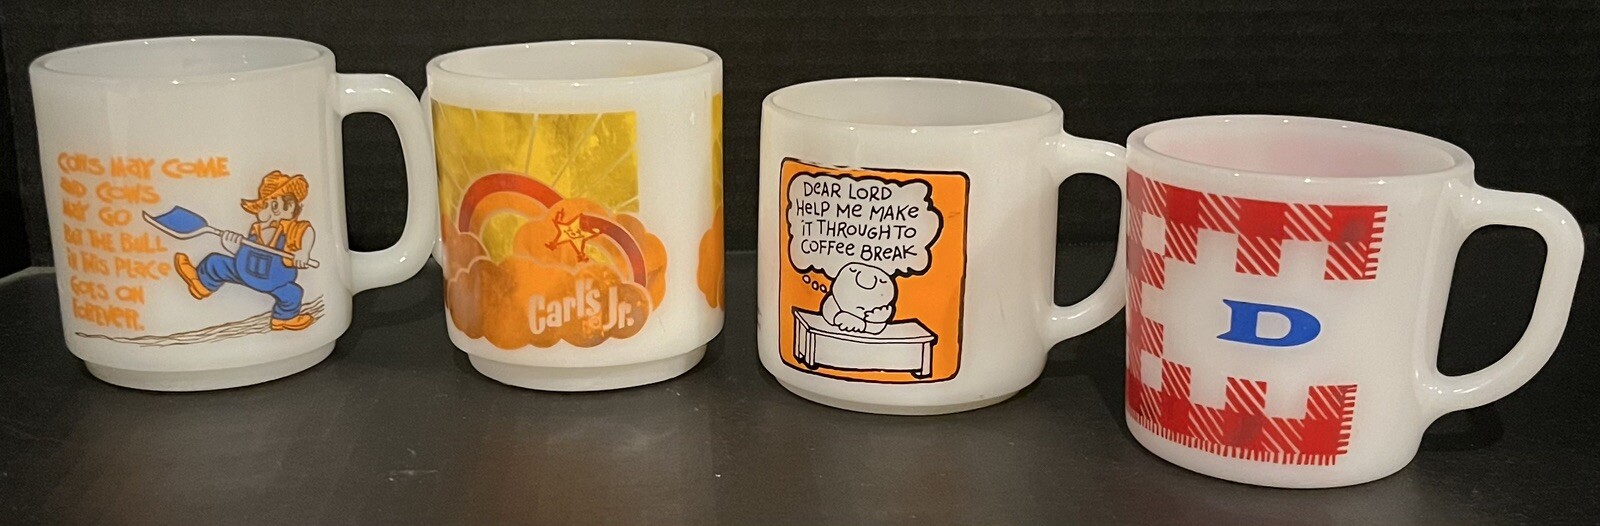 COWS MAY COME
AND COWS
MAY GO
BUT THE BULL
IN THIS PLACE
GOES ON
FOREVER.
Carl's Jr.
DEAR LORD
HELP ME MAKE
iT THROUGH TO
COFFEE BREAK
D